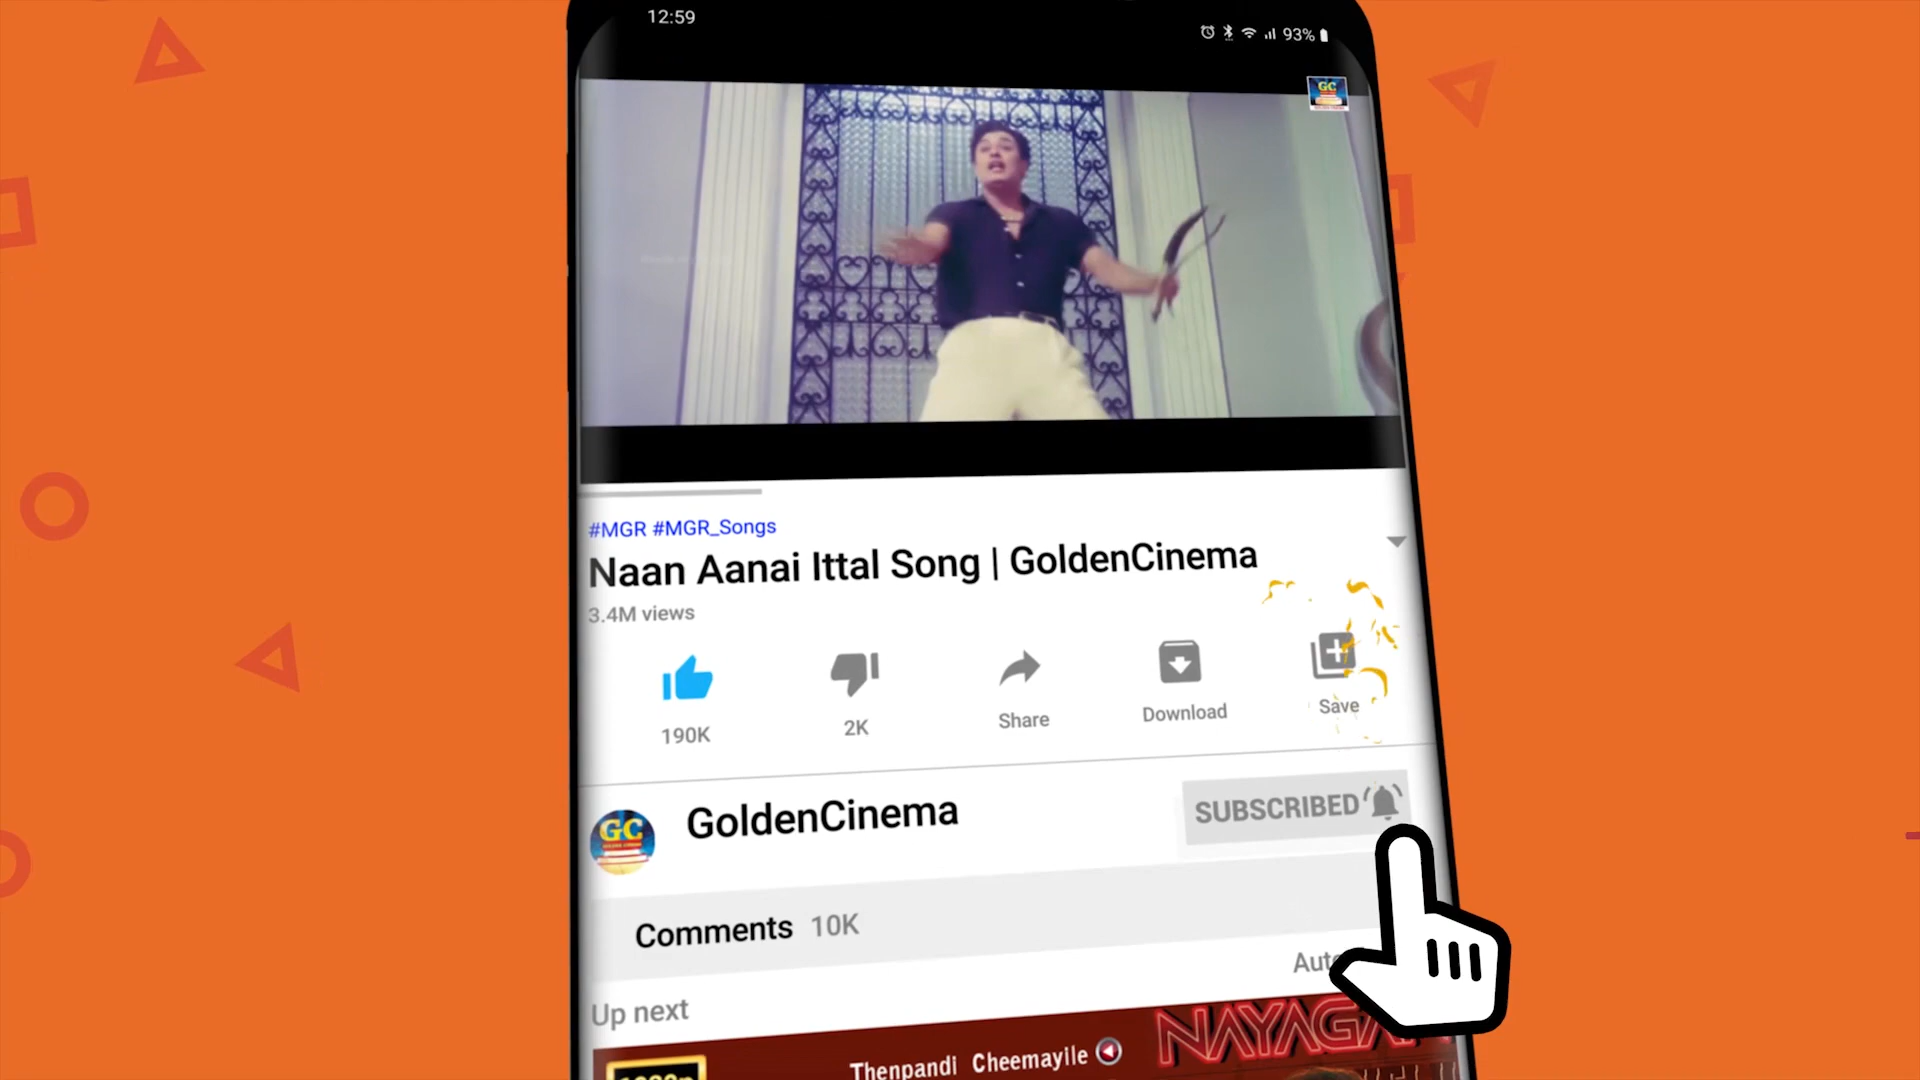 12:59
93%
GC
#MGR #MGR_Songs
Naan Aanai Ittal Song | GoldenCinema
3.4M views
190K
2K
Share
Download
Save
GC
GoldenCinema
SUBSCRIBED
Comments 10K
Up next
Thenpandi Cheemayile